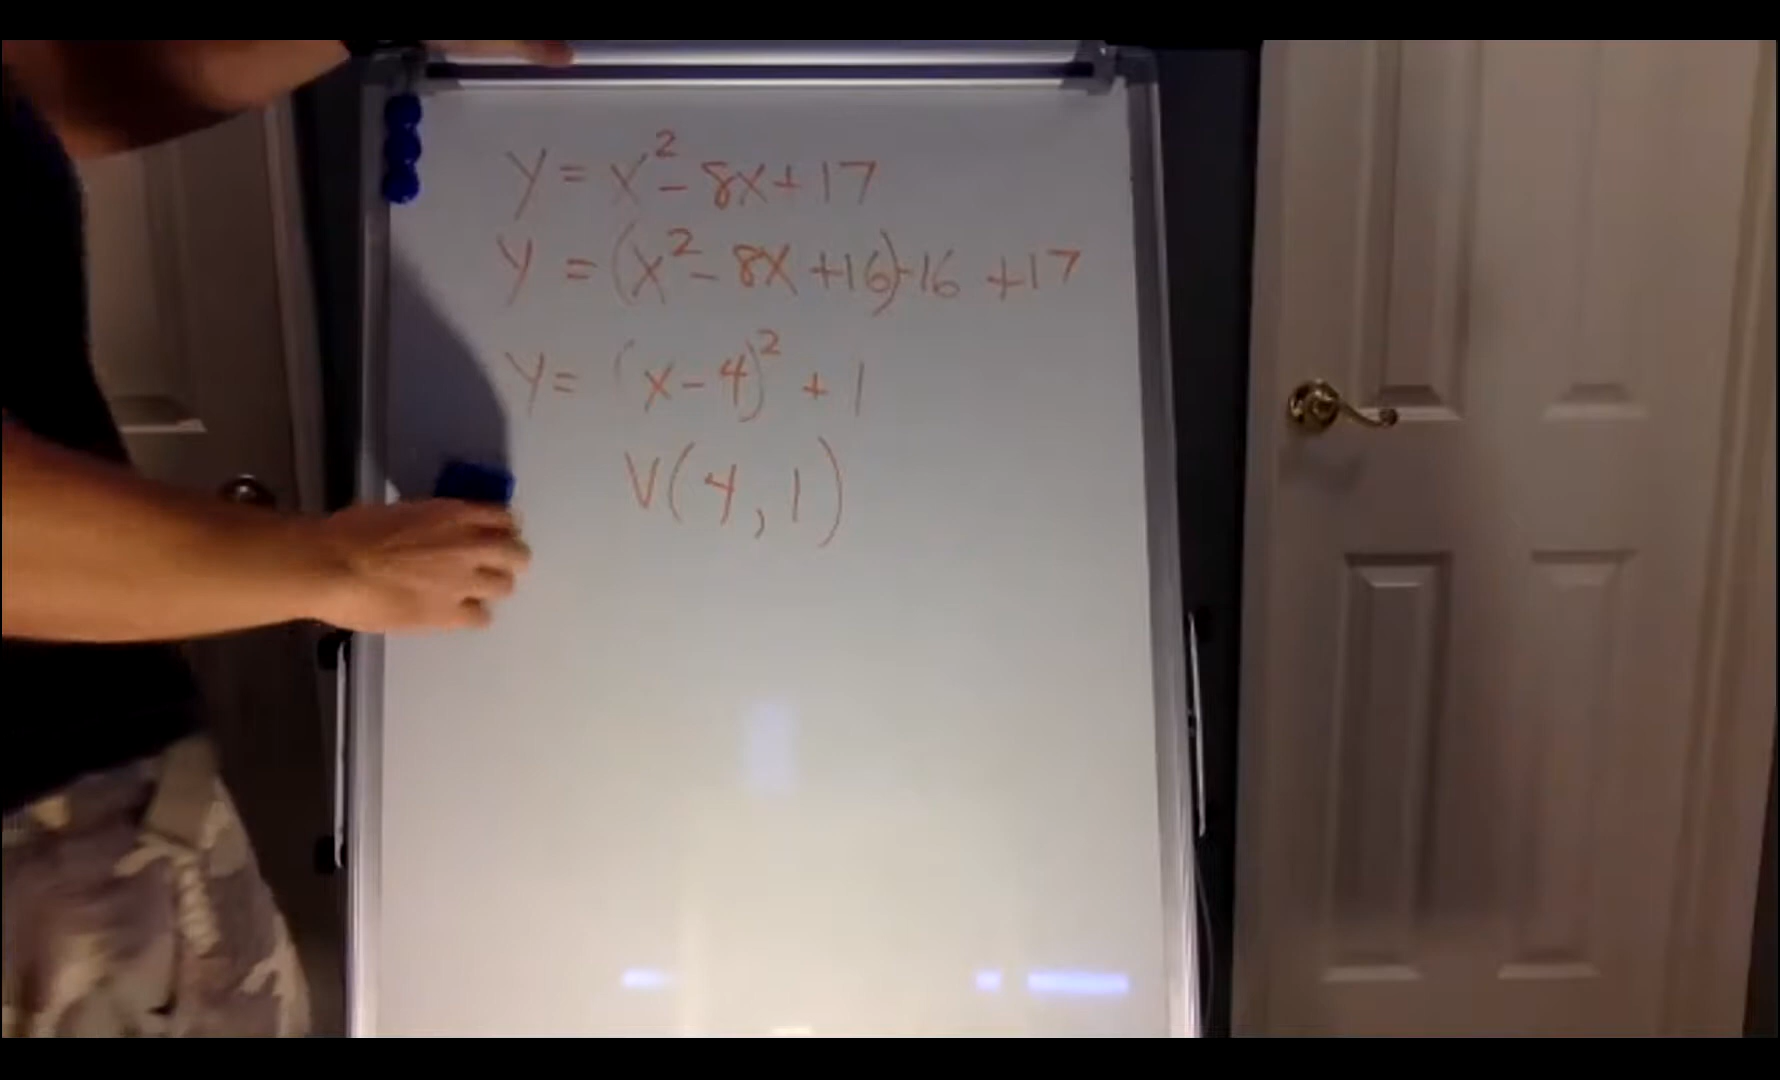 y = x² - 8x + 17
y = (x² - 8x + 16) - 16 + 17
y = (x - 4)² + 1
V(4, 1)